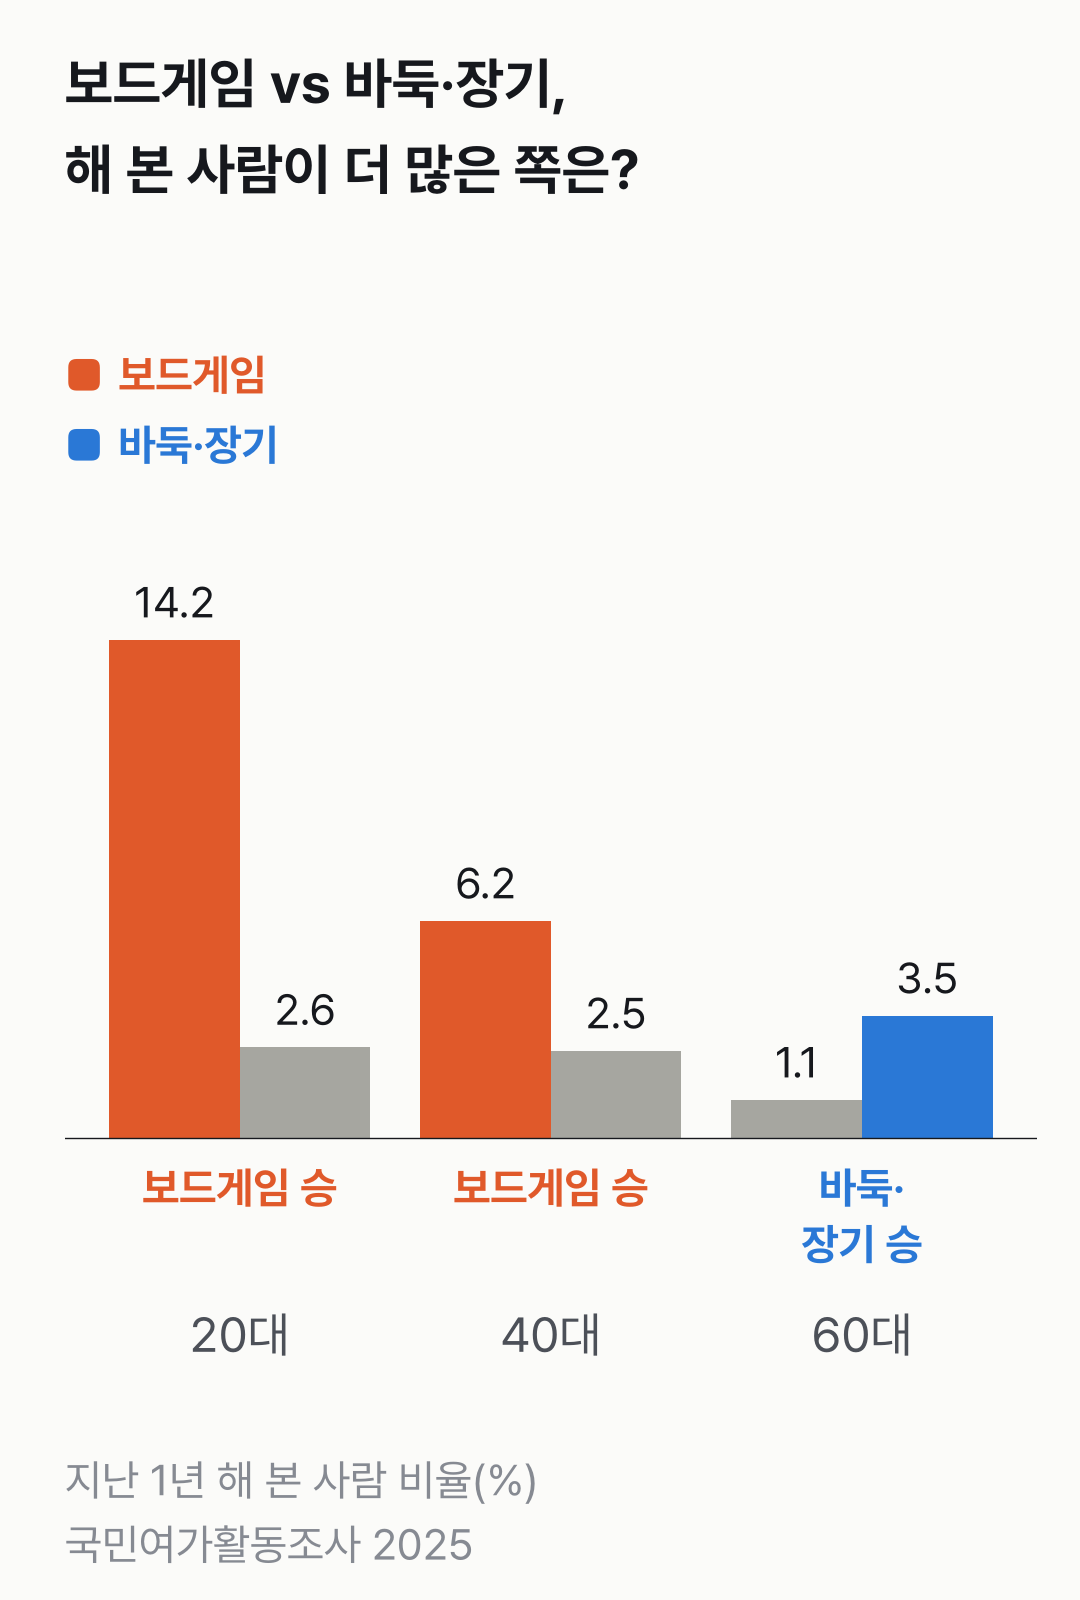 보드게임 vs 바둑·장기,
해 본 사람이 더 많은 쪽은?
보드게임
바둑·장기
14.2
2.6
6.2
2.5
1.1
3.5
보드게임 승
보드게임 승
바둑·
장기 승
20대
40대
60대
지난 1년 해 본 사람 비율(%)
국민여가활동조사 2025